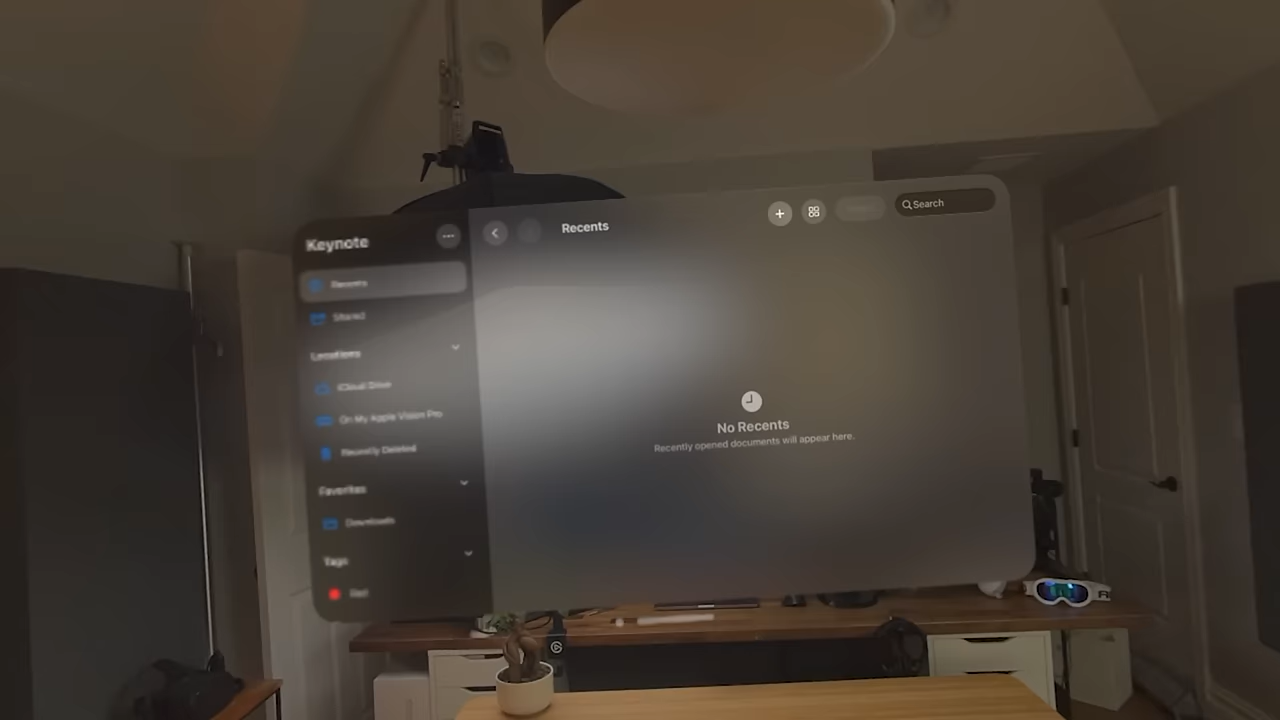 Keynote
Recents
Search
Recents
Shared
Locations
iCloud Drive
On My Apple Vision Pro
Recently Deleted
Favorites
Downloads
Tags
Red
No Recents
Recently opened documents will appear here.